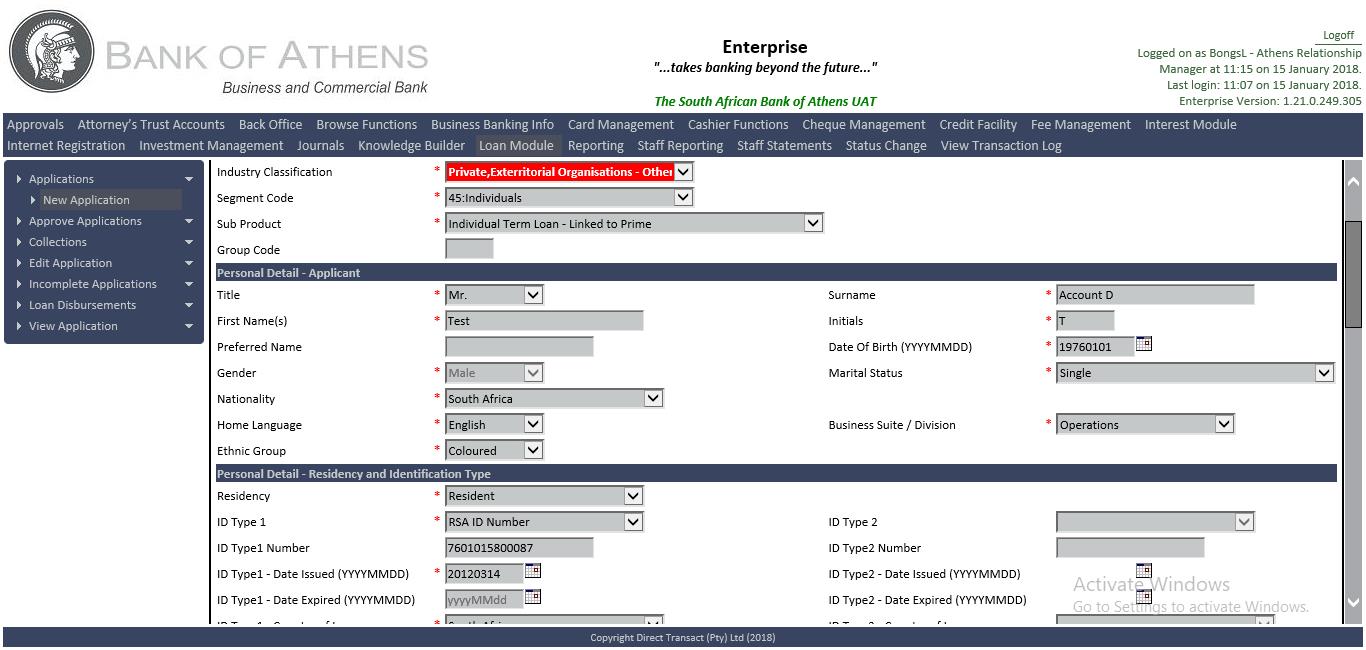 BANK OF ATHENS
Business and Commercial Bank
Enterprise
"...takes banking beyond the future..."
The South African Bank of Athens UAT
Logoff
Logged on as BongsL - Athens Relationship
Manager at 11:15 on 15 January 2018.
Last login: 11:07 on 15 January 2018.
Enterprise Version: 1.21.0.249.305
Approvals Attorney's Trust Accounts Back Office Browse Functions Business Banking Info Card Management Cashier Functions Cheque Management Credit Facility Fee Management Interest Module
Internet Registration Investment Management Journals Knowledge Builder Loan Module Reporting Staff Reporting Staff Statements Status Change View Transaction Log
Applications
New Application
Approve Applications
Collections
Edit Application
Incomplete Applications
Loan Disbursements
View Application
Industry Classification * Private,Exterritorial Organisations - Other
Segment Code * 45:Individuals
Sub Product * Individual Term Loan - Linked to Prime
Group Code
Personal Detail - Applicant
Title * Mr. Surname * Account D
First Name(s) * Test Initials * T
Preferred Name Date Of Birth (YYYYMMDD) * 19760101
Gender * Male Marital Status * Single
Nationality * South Africa
Home Language * English Business Suite / Division * Operations
Ethnic Group * Coloured
Personal Detail - Residency and Identification Type
Residency * Resident
ID Type 1 * RSA ID Number ID Type 2
ID Type1 Number 7601015800087 ID Type2 Number
ID Type1 - Date Issued (YYYYMMDD) * 20120314 ID Type2 - Date Issued (YYYYMMDD)
ID Type1 - Date Expired (YYYYMMDD) yyyyMMdd ID Type2 - Date Expired (YYYYMMDD)
Activate Windows
Go to Settings to activate Windows.
Copyright Direct Transact (Pty) Ltd (2018)